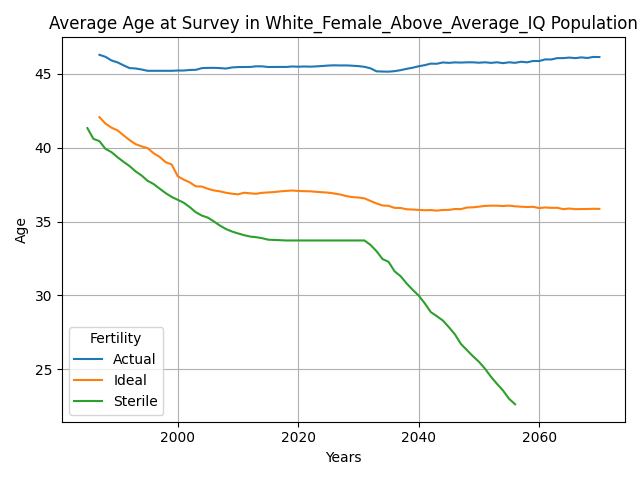 Average Age at Survey in White_Female_Above_Average_IQ Population
45
40
35
30
25
Age
Fertility
Actual
Ideal
Sterile
2000
2020
2040
2060
Years